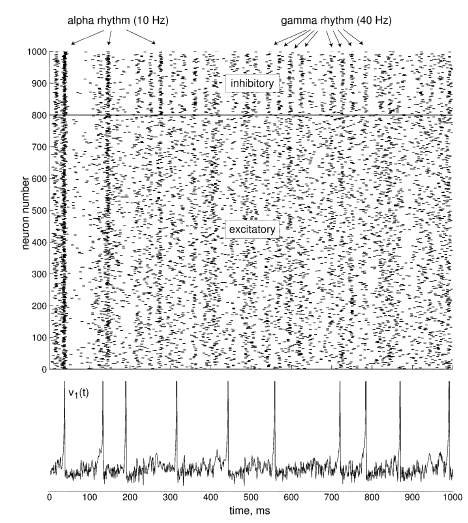 alpha rhythm (10 Hz) gamma rhythm (40 Hz)
1000
900
inhibitory
800
700
600
500
excitatory
400
300
200
100
0
neuron number
v1(t)
0 100 200 300 400 500 600 700 800 900 1000
time, ms